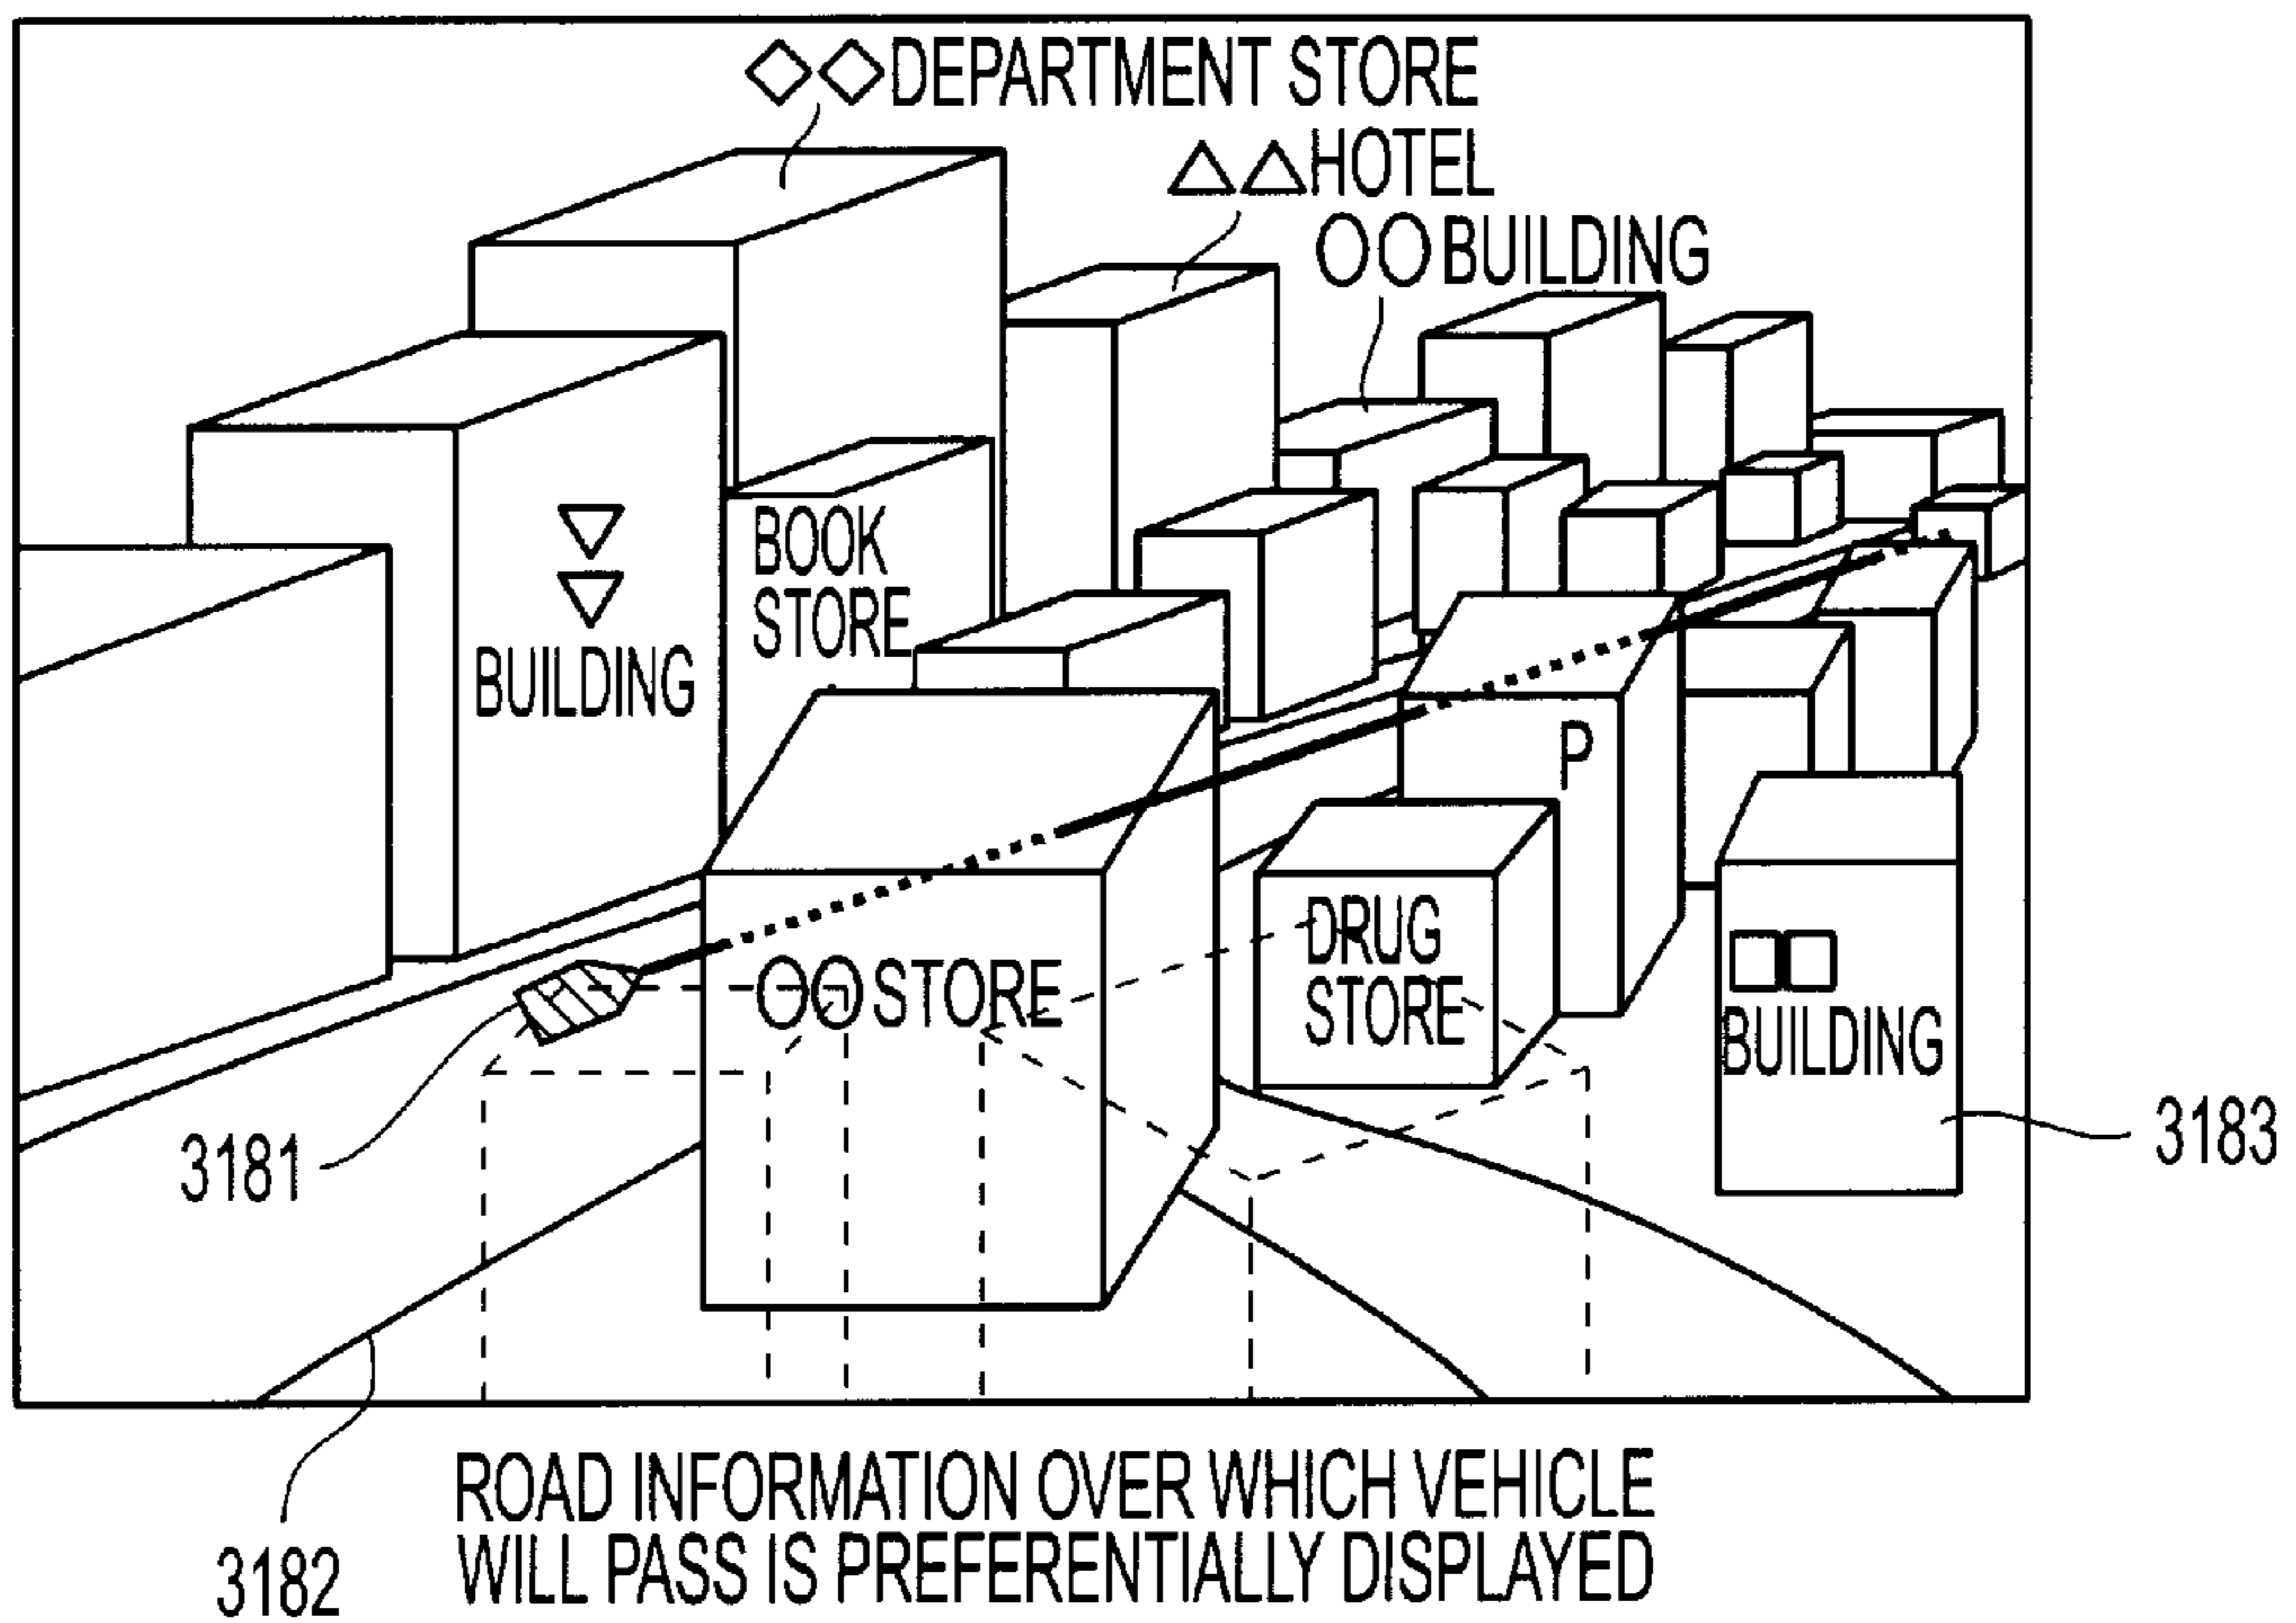 ◇◇DEPARTMENT STORE
△△HOTEL
○○BUILDING
▽
▽
BUILDING
BOOK
STORE
P
○○STORE
DRUG
STORE
□□
BUILDING
3181
3183
3182
ROAD INFORMATION OVER WHICH VEHICLE
WILL PASS IS PREFERENTIALLY DISPLAYED